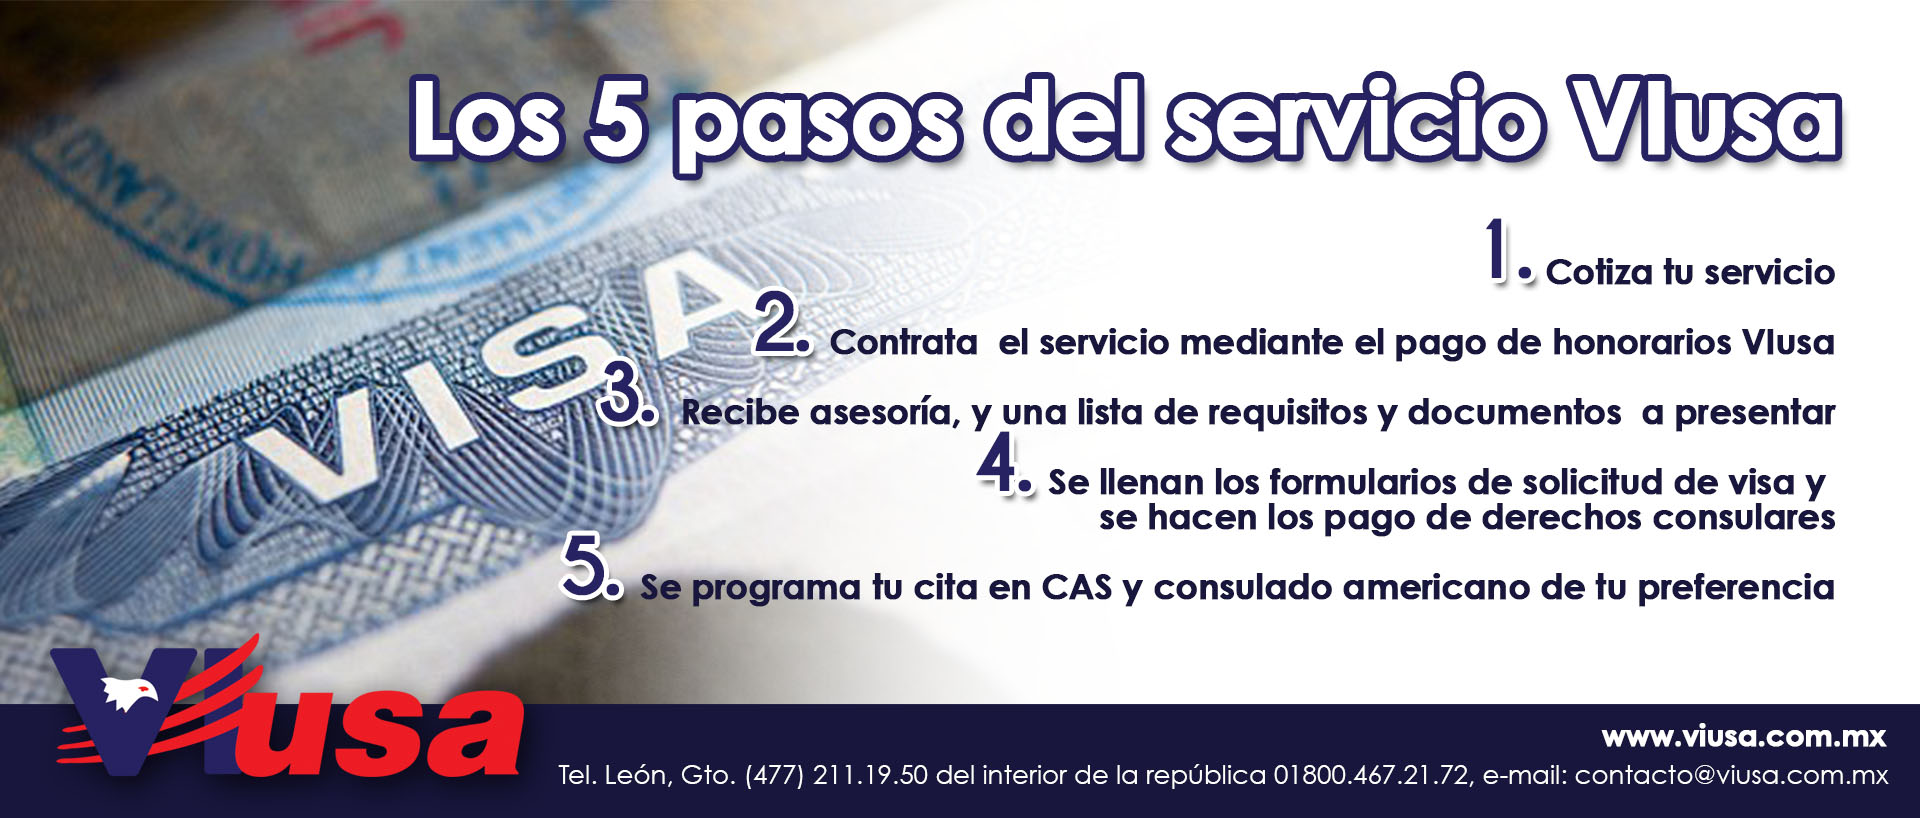 Los 5 pasos del servicio VIusa
1. Cotiza tu servicio
2. Contrata el servicio mediante el pago de honorarios VIusa
3. Recibe asesoría, y una lista de requisitos y documentos a presentar
4. Se llenan los formularios de solicitud de visa y
se hacen los pago de derechos consulares
5. Se programa tu cita en CAS y consulado americano de tu preferencia
VISA
HOMELAND
VIusa
www.viusa.com.mx
Tel. León, Gto. (477) 211.19.50 del interior de la república 01800.467.21.72, e-mail: contacto@viusa.com.mx